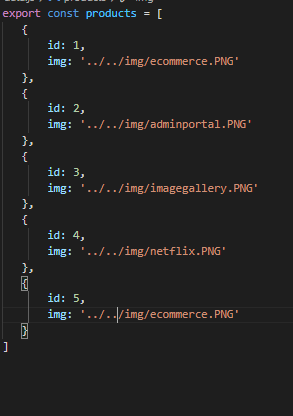 export const products = [
{
id: 1,
img: '../../img/ecommerce.PNG'
},
{
id: 2,
img: '../../img/adminportal.PNG'
},
{
id: 3,
img: '../../img/imagegallery.PNG'
},
{
id: 4,
img: '../../img/netflix.PNG'
},
{
id: 5,
img: '../../img/ecommerce.PNG'
}
]